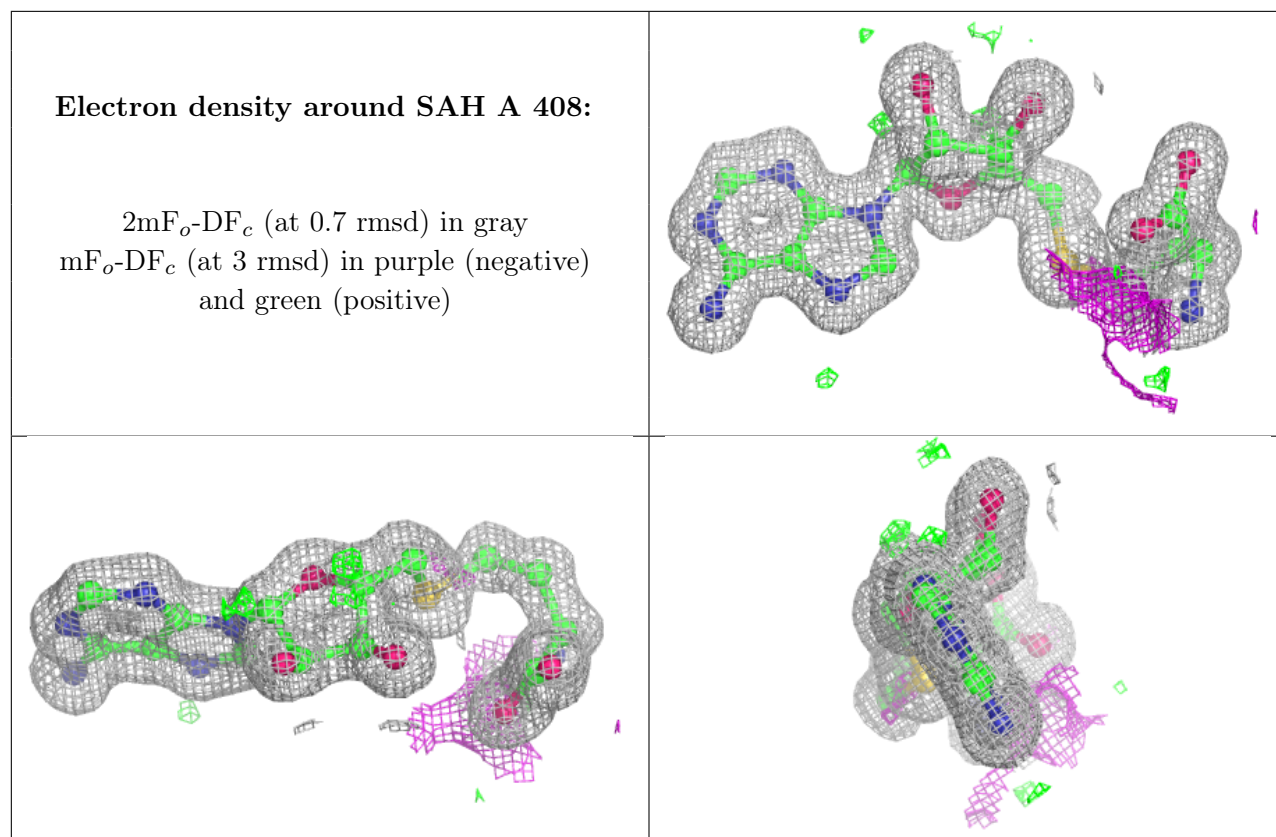 Electron density around SAH A 408:
2mFo-DFc (at 0.7 rmsd) in gray
mFo-DFc (at 3 rmsd) in purple (negative)
and green (positive)